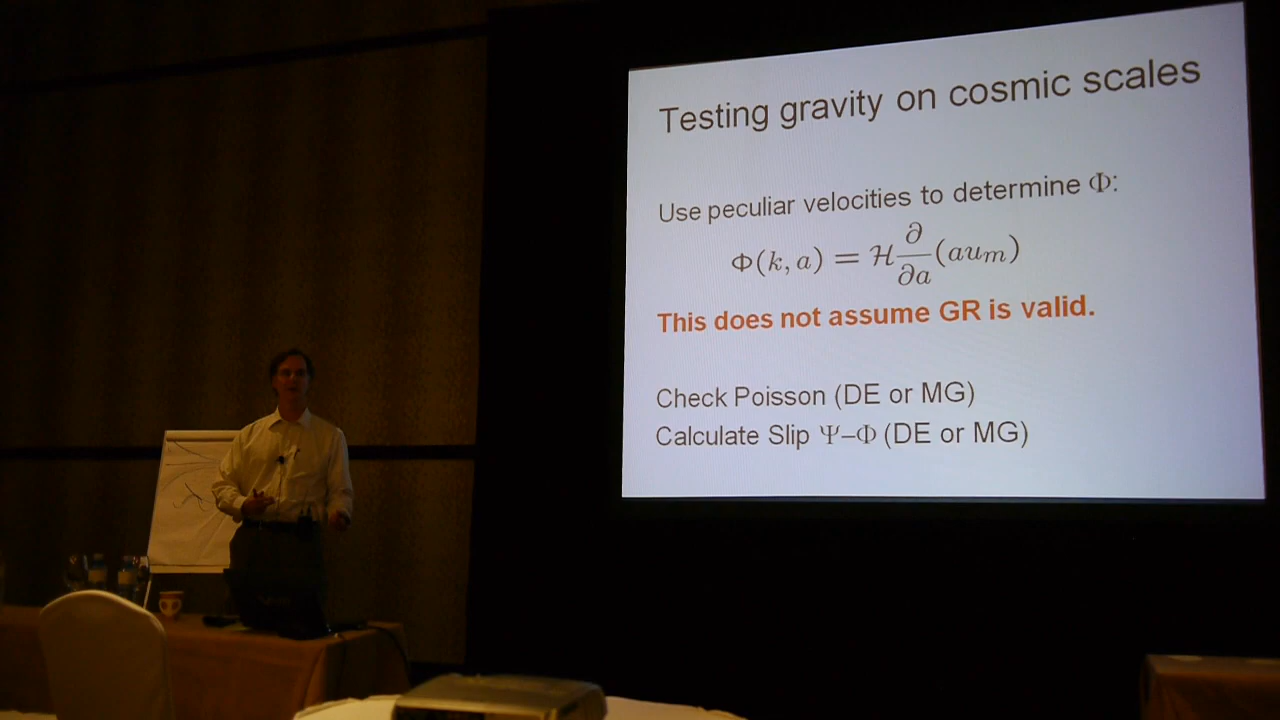 Testing gravity on cosmic scales
Use peculiar velocities to determine Φ:
Φ(k, a) = ℋ ∂/∂a (auₘ)
This does not assume GR is valid.
Check Poisson (DE or MG)
Calculate Slip Ψ–Φ (DE or MG)